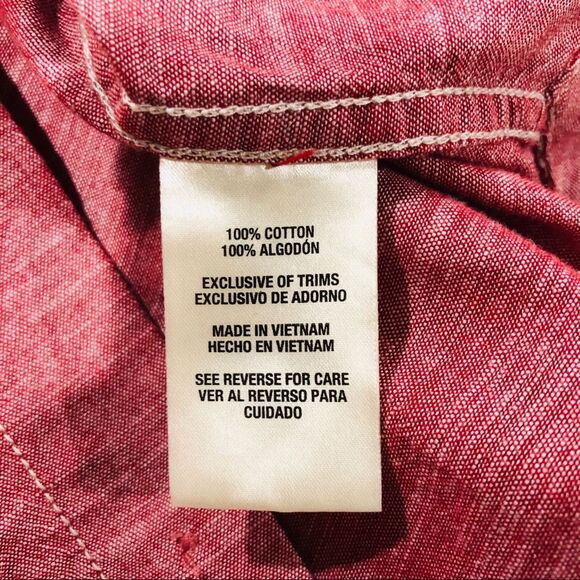 100% COTTON
100% ALGODÓN
EXCLUSIVE OF TRIMS
EXCLUSIVO DE ADORNO
MADE IN VIETNAM
HECHO EN VIETNAM
SEE REVERSE FOR CARE
VER AL REVERSO PARA
CUIDADO